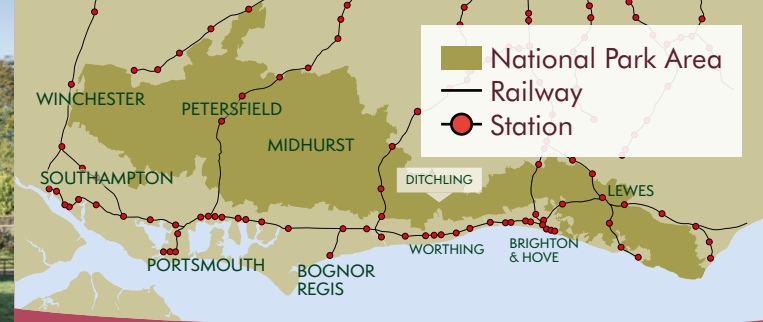 National Park Area
Railway
Station
WINCHESTER
PETERSFIELD
MIDHURST
SOUTHAMPTON
DITCHLING
LEWES
WORTHING
BRIGHTON
& HOVE
PORTSMOUTH
BOGNOR
REGIS